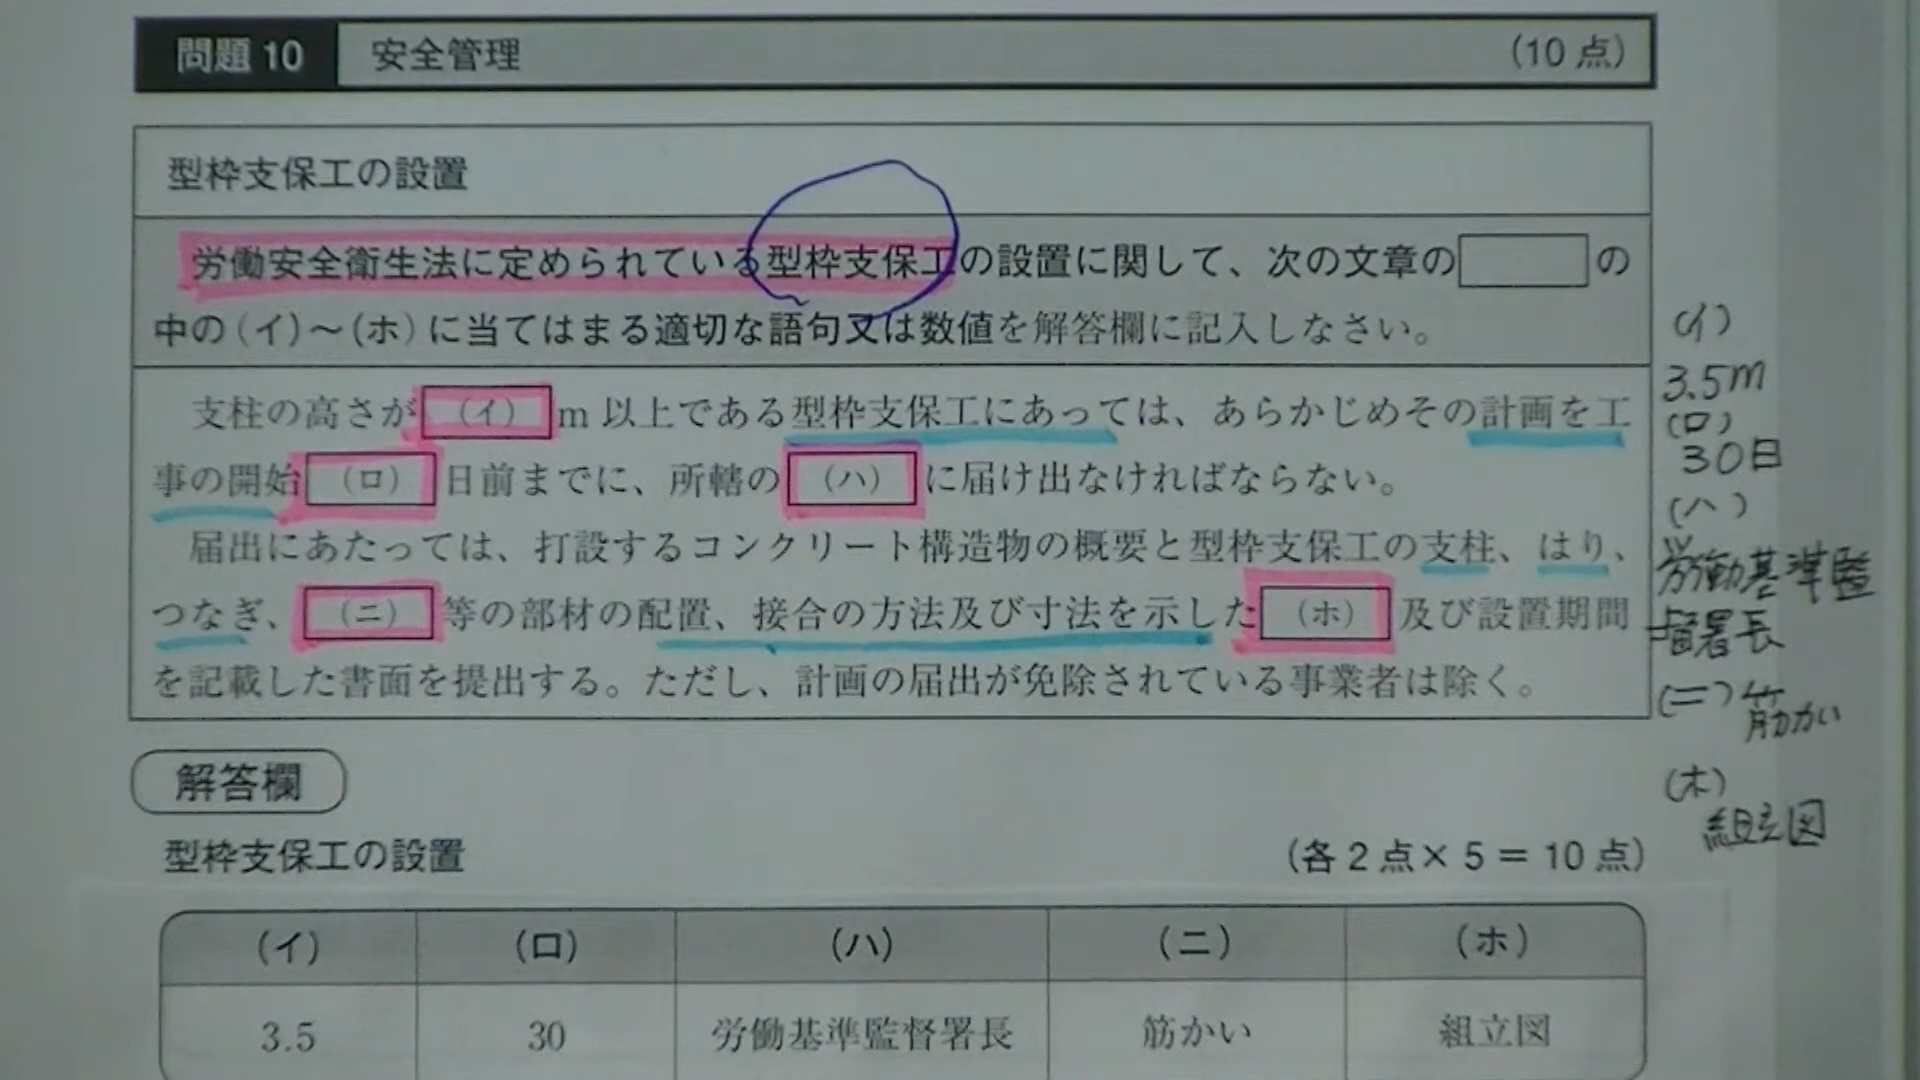 問題 10 安全管理 (10 点)
型枠支保工の設置
労働安全衛生法に定められている型枠支保工の設置に関して、次の文章の の
中の(イ)〜(ホ)に当てはまる適切な語句又は数値を解答欄に記入しなさい。
支柱の高さが (イ) m 以上である型枠支保工にあっては、あらかじめその計画を工
事の開始 (ロ) 日前までに、所轄の (ハ) に届け出なければならない。
届出にあたっては、打設するコンクリート構造物の概要と型枠支保工の支柱、はり、
つなぎ、 (ニ) 等の部材の配置、接合の方法及び寸法を示した (ホ) 及び設置期間
を記載した書面を提出する。ただし、計画の届出が免除されている事業者は除く。
(イ)
3.5m
(ロ)
30日
(ハ)
労働基準監
督署長
(ニ) 筋かい
(ホ)
組立図
解答欄
型枠支保工の設置 (各 2 点× 5 = 10 点)
(イ) (ロ) (ハ) (ニ) (ホ)
3.5 30 労働基準監督署長 筋かい 組立図